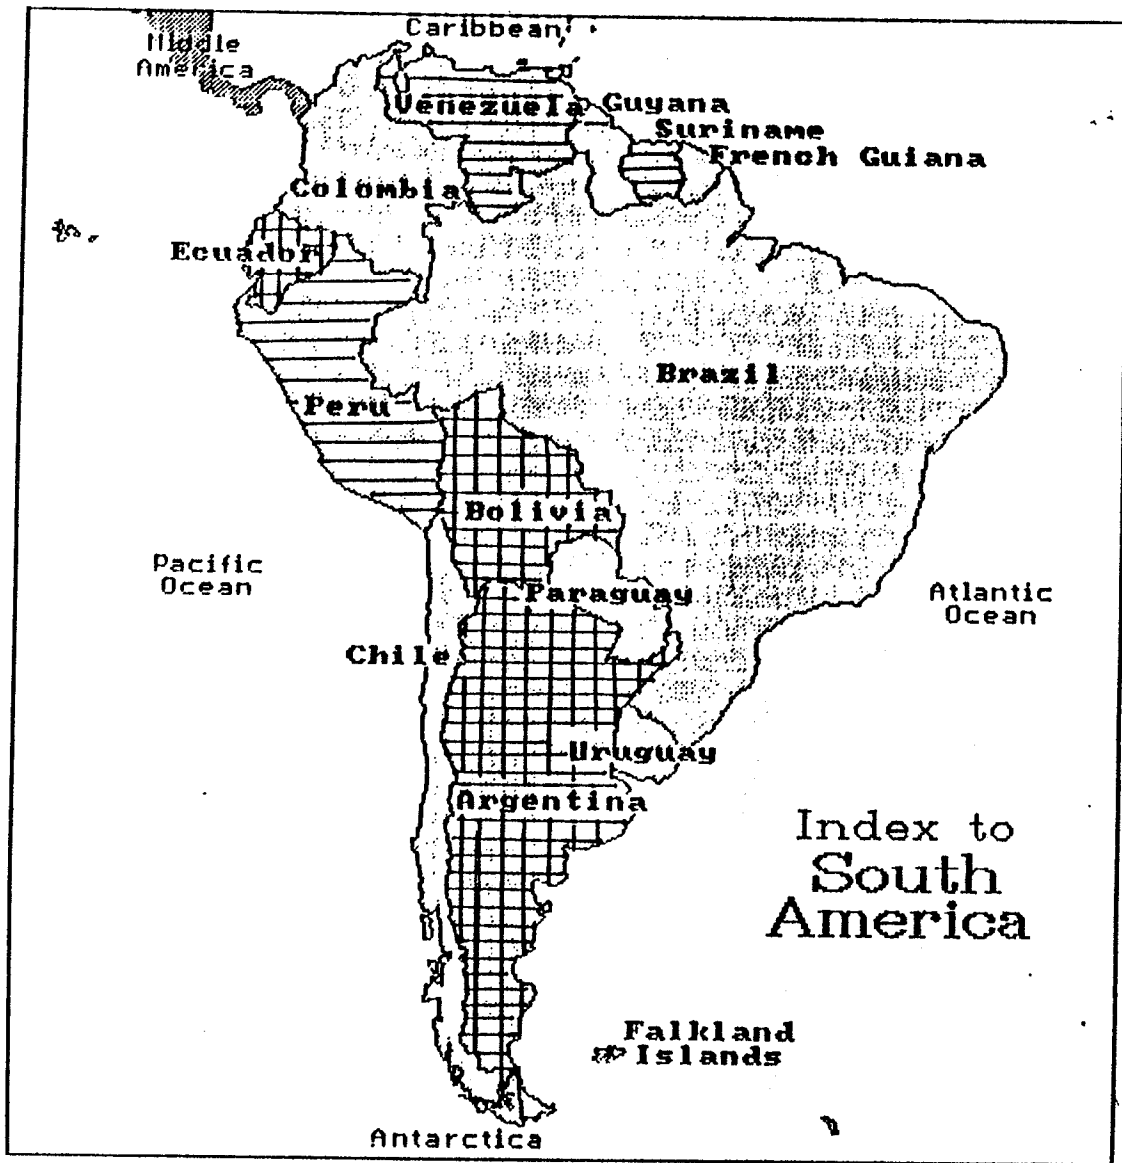 Caribbean
Middle
America
Venezuela
Guyana
Suriname
French Guiana
Colombia
Ecuador
Brazil
Peru
Bolivia
Pacific
Ocean
Paraguay
Atlantic
Ocean
Chile
Uruguay
Argentina
Index to
South
America
Falkland
Islands
Antarctica